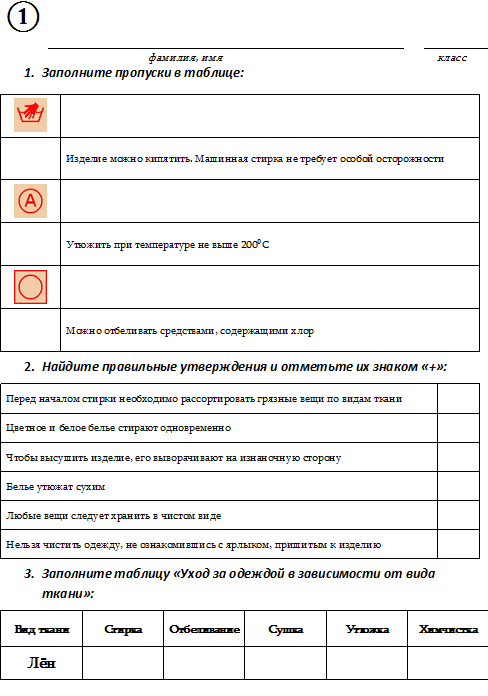 1
фамилия, имя класс
1. Заполните пропуски в таблице:
Изделие можно кипятить. Машинная стирка не требует особой осторожности
A
Утюжить при температуре не выше 200⁰С
Можно отбеливать средствами, содержащими хлор
2. Найдите правильные утверждения и отметьте их знаком «+»:
Перед началом стирки необходимо рассортировать грязные вещи по видам ткани
Цветное и белое белье стирают одновременно
Чтобы высушить изделие, его выворачивают на изнаночную сторону
Белье утюжат сухим
Любые вещи следует хранить в чистом виде
Нельзя чистить одежду, не ознакомившись с ярлыком, пришитым к изделию
3. Заполните таблицу «Уход за одеждой в зависимости от вида
ткани»:
Вид ткани Стирка Отбеливание Сушка Утюжка Химчистка
Лён